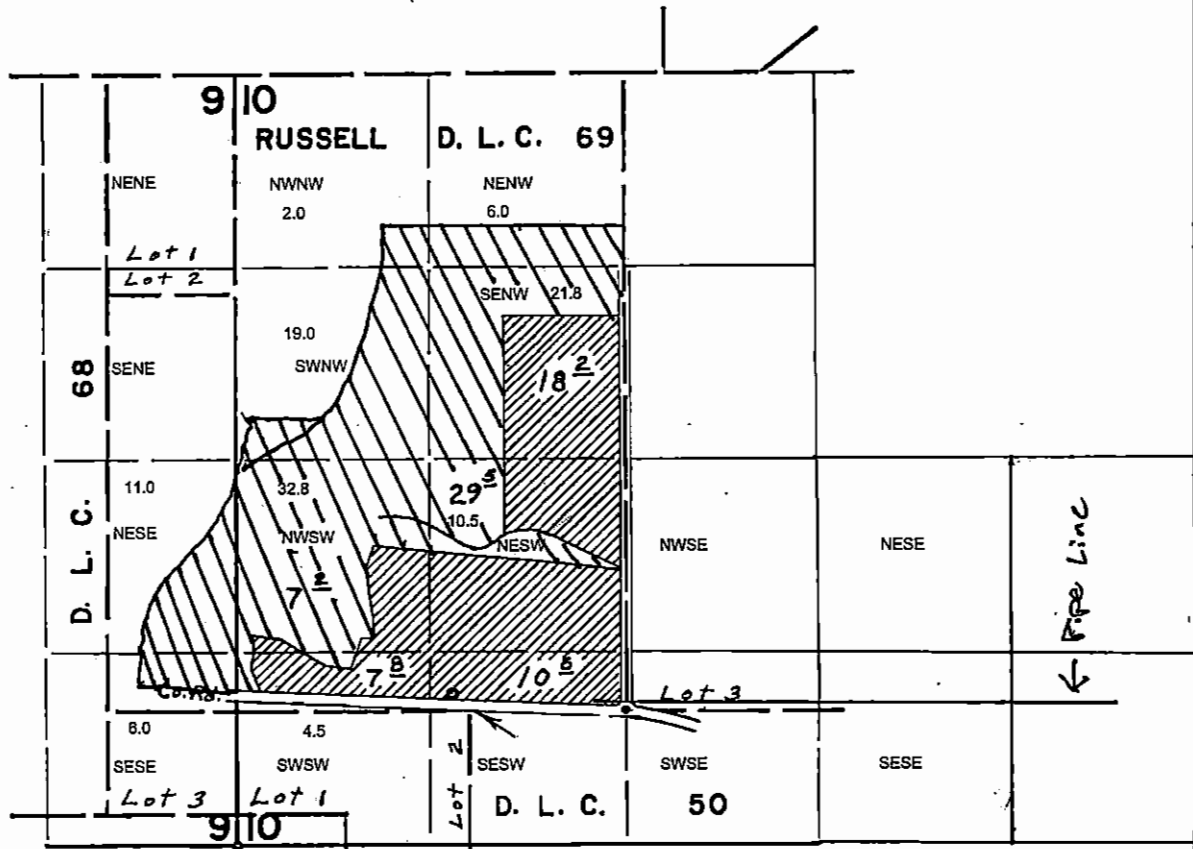 9 10
RUSSELL D. L. C. 69
NENE NWNW NENW
2.0 6.0
Lot 1
Lot 2
SENW 21.8
19.0
68 SENE SWNW 18 2
11.0 32.8 29 5
10.5
D. L. C. NESE NWSW NESW NWSE NESE
7 2
Pipe Line
7 8 10 5
Co. Rd. Lot 3
6.0 4.5
SESE SWSW Lot 2 SESW SWSE SESE
Lot 3 Lot 1 D. L. C. 50
9 10